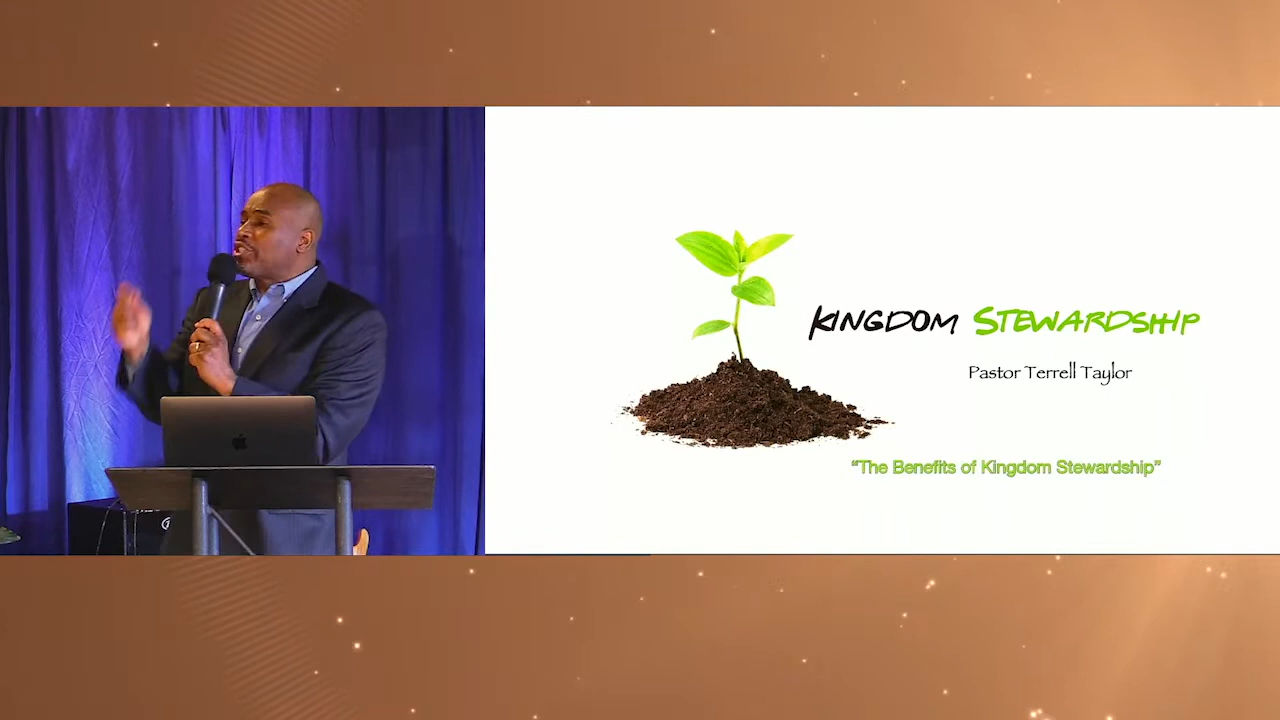 KINGDOM STEWARDSHIP
Pastor Terrell Taylor
“The Benefits of Kingdom Stewardship”